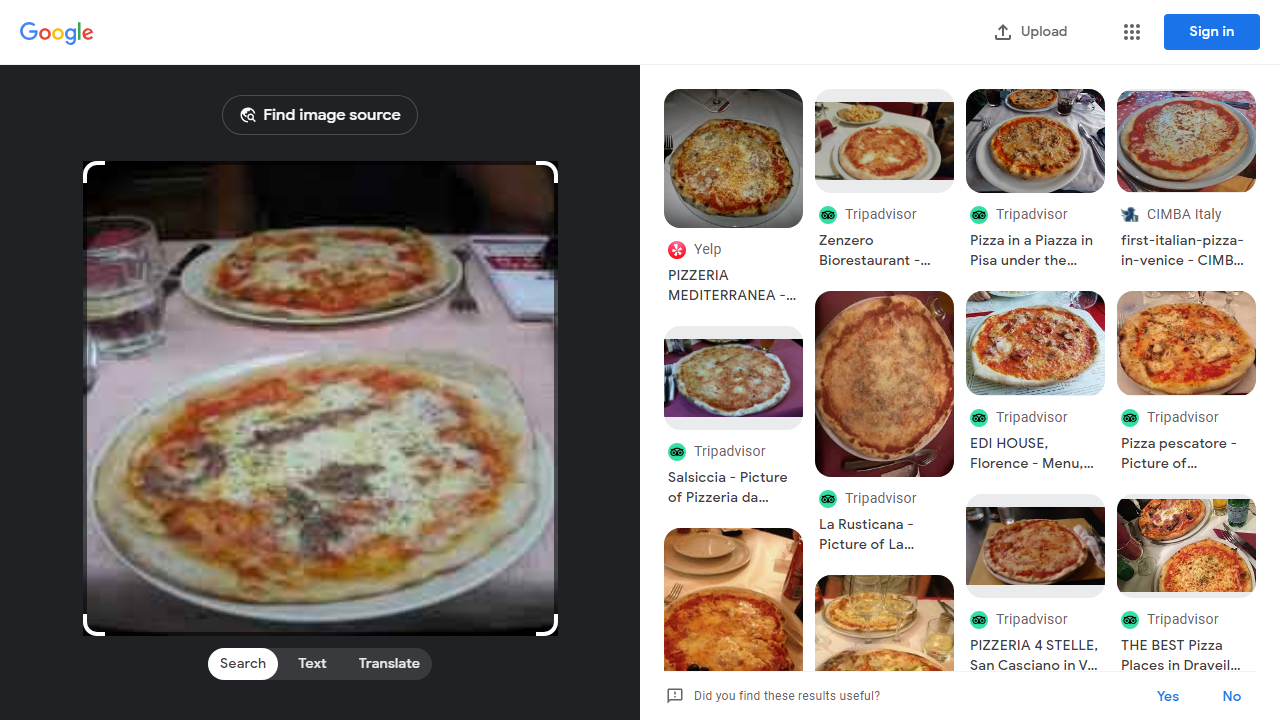 Google
Upload
Sign in
Find image source
Search
Text
Translate
Yelp
PIZZERIA
MEDITERRANEA -...
Tripadvisor
Salsiccia - Picture
of Pizzeria da...
Tripadvisor
Zenzero
Biorestaurant -...
Tripadvisor
La Rusticana -
Picture of La...
Tripadvisor
Pizza in a Piazza in
Pisa under the...
Tripadvisor
EDI HOUSE,
Florence - Menu,...
Tripadvisor
PIZZERIA 4 STELLE,
San Casciano in V...
CIMBA Italy
first-italian-pizza-
in-venice - CIMB...
Tripadvisor
Pizza pescatore -
Picture of...
Tripadvisor
THE BEST Pizza
Places in Draveil...
Did you find these results useful?
Yes
No